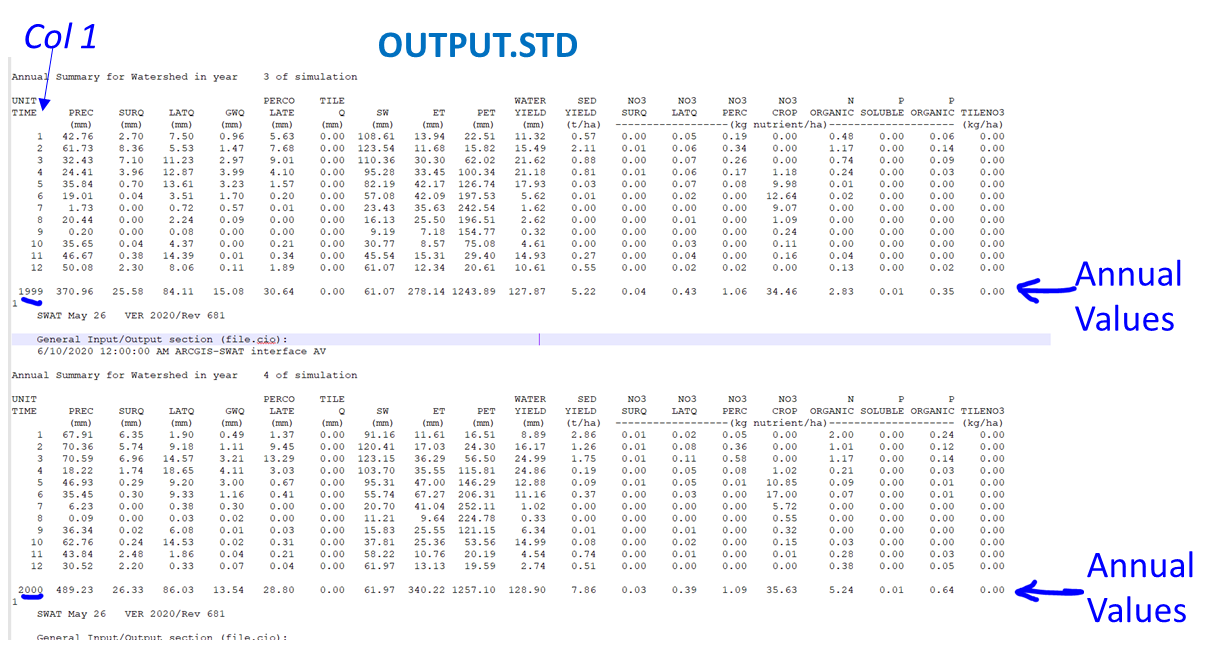 Col 1
OUTPUT.STD
Annual Summary for Watershed in year    3 of simulation
UNIT PERCO TILE WATER SED NO3 NO3 NO3 NO3 N P P
TIME PREC SURQ LATQ GWQ LATE Q SW ET PET YIELD YIELD SURQ LATQ PERC CROP ORGANIC SOLUBLE ORGANIC TILENO3
(mm) (mm) (mm) (mm) (mm) (mm) (mm) (mm) (mm) (mm) (t/ha) ------------------(kg nutrient/ha)-------------------- (kg/ha)
1 42.76 2.70 7.50 0.96 5.63 0.00 108.61 13.94 22.51 11.32 0.57 0.00 0.05 0.19 0.00 0.48 0.00 0.06 0.00
2 61.73 8.36 5.53 1.47 7.68 0.00 123.54 11.68 15.82 15.49 2.11 0.01 0.06 0.34 0.00 1.17 0.00 0.14 0.00
3 32.43 7.10 11.23 2.97 9.01 0.00 110.36 30.30 62.02 21.62 0.88 0.00 0.07 0.26 0.00 0.74 0.00 0.09 0.00
4 24.41 3.96 12.87 3.99 4.10 0.00 95.28 33.45 100.34 21.18 0.81 0.01 0.06 0.17 1.18 0.24 0.00 0.03 0.00
5 35.84 0.70 13.61 3.23 1.57 0.00 82.19 42.17 126.74 17.93 0.03 0.00 0.07 0.08 9.98 0.01 0.00 0.00 0.00
6 19.01 0.04 3.51 1.70 0.20 0.00 57.08 42.09 197.53 5.62 0.01 0.00 0.02 0.00 12.64 0.02 0.00 0.00 0.00
7 1.73 0.00 0.72 0.57 0.01 0.00 23.43 35.63 242.54 1.62 0.00 0.00 0.00 0.00 9.07 0.00 0.00 0.00 0.00
8 20.44 0.00 2.24 0.09 0.00 0.00 16.13 25.50 196.51 2.62 0.00 0.00 0.01 0.00 1.09 0.00 0.00 0.00 0.00
9 0.20 0.00 0.08 0.00 0.00 0.00 9.19 7.18 154.77 0.32 0.00 0.00 0.00 0.00 0.24 0.00 0.00 0.00 0.00
10 35.65 0.04 4.37 0.00 0.21 0.00 30.77 8.57 75.08 4.61 0.00 0.00 0.03 0.00 0.11 0.00 0.00 0.00 0.00
11 46.67 0.38 14.39 0.01 0.34 0.00 45.54 15.31 29.40 14.93 0.27 0.00 0.04 0.00 0.16 0.04 0.00 0.00 0.00
12 50.08 2.30 8.06 0.11 1.89 0.00 61.07 12.34 20.61 10.61 0.55 0.00 0.02 0.02 0.00 0.13 0.00 0.02 0.00
1999 370.96 25.58 84.11 15.08 30.64 0.00 61.07 278.14 1243.89 127.87 5.22 0.04 0.43 1.06 34.46 2.83 0.01 0.35 0.00
Annual
Values
1
SWAT May 26   VER 2020/Rev 681
General Input/Output section (file.cio):
6/10/2020 12:00:00 AM ARCGIS-SWAT interface AV
Annual Summary for Watershed in year    4 of simulation
UNIT PERCO TILE WATER SED NO3 NO3 NO3 NO3 N P P
TIME PREC SURQ LATQ GWQ LATE Q SW ET PET YIELD YIELD SURQ LATQ PERC CROP ORGANIC SOLUBLE ORGANIC TILENO3
(mm) (mm) (mm) (mm) (mm) (mm) (mm) (mm) (mm) (mm) (t/ha) ------------------(kg nutrient/ha)-------------------- (kg/ha)
1 67.91 6.35 1.90 0.49 1.37 0.00 91.16 11.61 16.51 8.89 2.86 0.01 0.02 0.05 0.00 2.00 0.00 0.24 0.00
2 70.36 5.74 9.18 1.11 9.45 0.00 120.41 17.03 24.30 16.17 1.26 0.01 0.08 0.36 0.00 1.01 0.00 0.12 0.00
3 70.59 6.96 14.57 3.21 13.29 0.00 123.15 36.29 56.50 24.99 1.75 0.01 0.11 0.58 0.00 1.17 0.00 0.14 0.00
4 18.22 1.74 18.65 4.11 3.03 0.00 103.70 35.55 115.81 24.86 0.19 0.00 0.05 0.08 1.02 0.21 0.00 0.03 0.00
5 46.93 0.29 9.20 3.00 0.67 0.00 95.31 47.00 146.29 12.88 0.09 0.01 0.05 0.01 10.85 0.09 0.00 0.01 0.00
6 35.45 0.30 9.33 1.16 0.41 0.00 55.74 67.27 206.31 11.16 0.37 0.00 0.03 0.00 17.00 0.07 0.00 0.01 0.00
7 6.23 0.00 0.38 0.30 0.00 0.00 20.70 41.04 252.11 1.02 0.00 0.00 0.00 0.00 5.72 0.00 0.00 0.00 0.00
8 0.09 0.00 0.03 0.02 0.00 0.00 11.21 9.64 224.78 0.33 0.00 0.00 0.00 0.00 0.55 0.00 0.00 0.00 0.00
9 36.34 0.02 6.08 0.01 0.03 0.00 15.83 25.55 121.15 6.34 0.01 0.00 0.01 0.00 0.32 0.00 0.00 0.00 0.00
10 62.76 0.24 14.53 0.02 0.31 0.00 37.81 25.36 53.56 14.99 0.08 0.00 0.02 0.00 0.15 0.03 0.00 0.00 0.00
11 43.84 2.48 1.86 0.04 0.21 0.00 58.22 10.76 20.19 4.54 0.74 0.00 0.01 0.00 0.01 0.28 0.00 0.03 0.00
12 30.52 2.20 0.33 0.07 0.04 0.00 61.97 13.13 19.59 2.74 0.51 0.00 0.00 0.00 0.00 0.38 0.00 0.05 0.00
2000 489.23 26.33 86.03 13.54 28.80 0.00 61.97 340.22 1257.10 128.90 7.86 0.03 0.39 1.09 35.63 5.24 0.01 0.64 0.00
Annual
Values
1
SWAT May 26   VER 2020/Rev 681
General Input/Output section (file.cio):